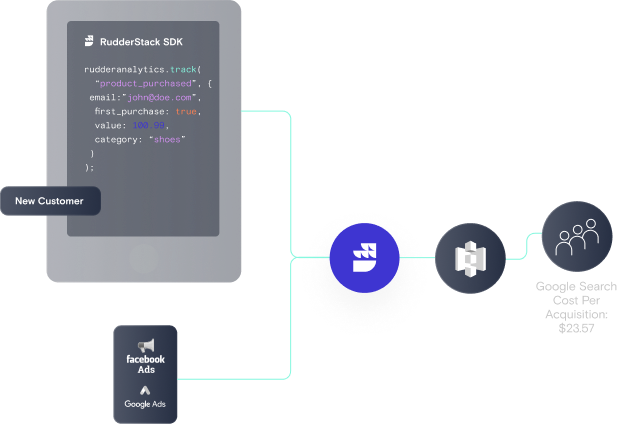 RudderStack SDK
rudderanalytics.track(
"product_purchased", {
email:"john@doe.com",
first_purchase: true,
value: 100.99,
category: "shoes"
)
);
New Customer
facebook
Ads
Google Ads
Google Search
Cost Per
Acquisition:
$23.57